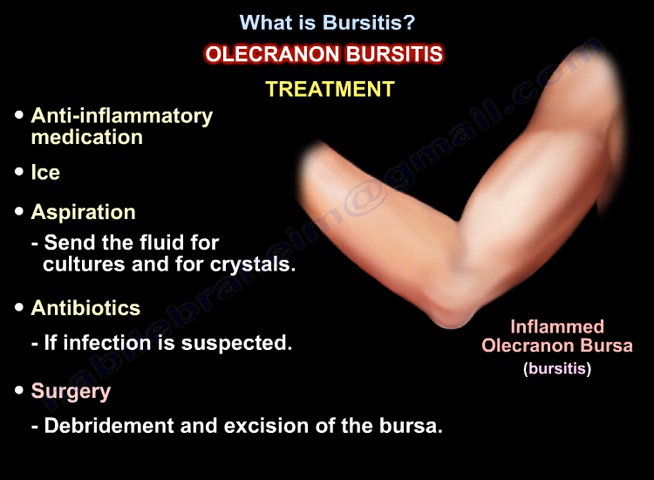 What is Bursitis?
OLECRANON BURSITIS
TREATMENT
• Anti-inflammatory
medication
• Ice
• Aspiration
- Send the fluid for
cultures and for crystals.
• Antibiotics
- If infection is suspected.
• Surgery
- Debridement and excision of the bursa.
Inflammed
Olecranon Bursa
(bursitis)